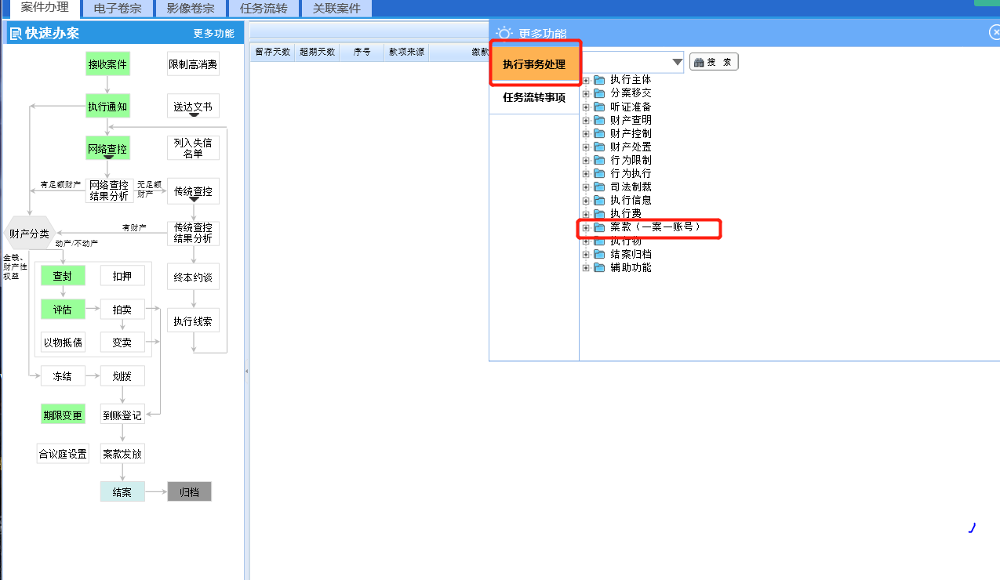 案件办理
电子卷宗
影像卷宗
任务流转
关联案件
快速办案
更多功能
接收案件
限制高消费
执行通知
送达文书
网络查控
列入失信
名单
有足额财产
网络查控
结果分析
无足额
财产
传统查控
财产分类
有财产
传统查控
结果分析
动产/不动产
金钱、
财产性
权益
查封
扣押
终本约谈
评估
拍卖
执行线索
以物抵债
变卖
冻结
划拨
期限变更
到账登记
合议庭设置
案款发放
结案
归档
留存天数
超期天数
序号
款项来源
缴款
更多功能
执行事务处理
任务流转事项
搜 索
执行主体
分案移交
听证准备
财产查明
财产控制
财产处置
行为限制
行为执行
司法制裁
执行信息
执行费
案款（一案一账号）
执行物
结案归档
辅助功能